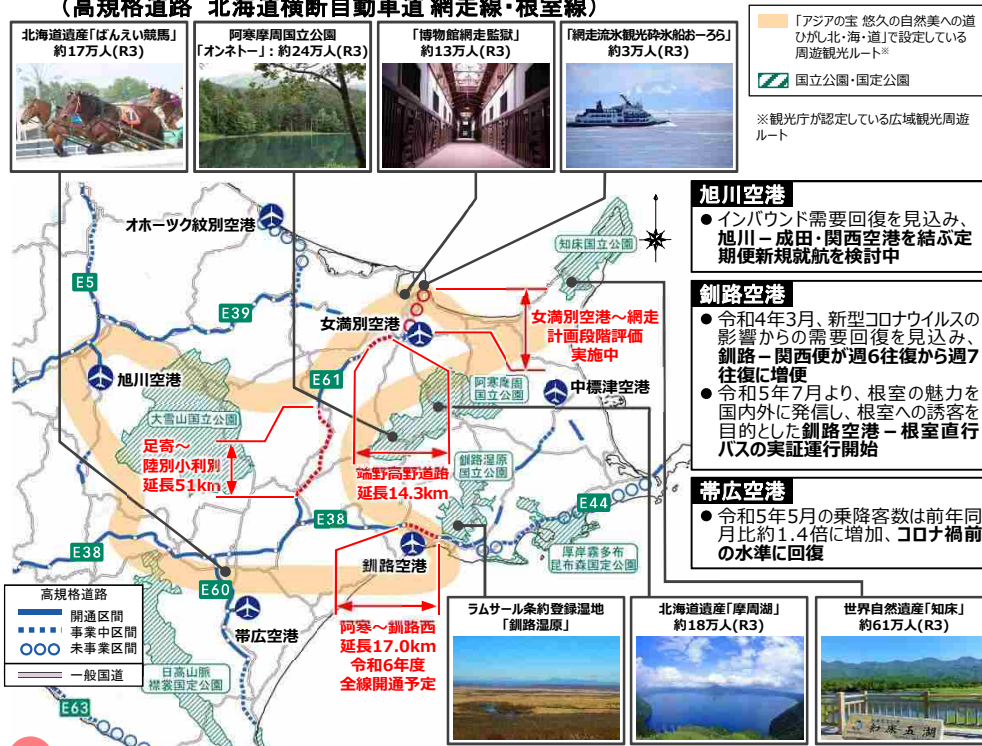 (高規格道路 北海道横断自動車道 網走線・根室線)
北海道遺産「ばんえい競馬」
約17万人(R3)
阿寒摩周国立公園
「オンネトー」:約24万人(R3)
「博物館網走監獄」
約13万人(R3)
「網走流氷観光砕氷船おーろら」
約3万人(R3)
「アジアの宝 悠久の自然美への道
ひがし北・海・道」で設定している
周遊観光ルート※
国立公園・国定公園
※観光庁が認定している広域観光周遊
ルート
オホーツク紋別空港
知床国立公園
E5
E39
女満別空港
女満別空港~網走
計画段階評価
実施中
旭川空港
E61
阿寒摩周
国立公園
中標津空港
大雪山国立公園
足寄~
陸別小利別
延長51km
端野高野道路
延長14.3km
釧路湿原
国立公園
E44
E38
E38
釧路空港
厚岸霧多布
昆布森国定公園
E60
帯広空港
阿寒~釧路西
延長17.0km
令和6年度
全線開通予定
日高山脈
襟裳国定公園
E63
高規格道路
開通区間
事業中区間
未事業区間
一般国道
旭川空港
● インバウンド需要回復を見込み、
旭川-成田・関西空港を結ぶ定
期便新規就航を検討中
釧路空港
● 令和4年3月、新型コロナウイルスの
影響からの需要回復を見込み、
釧路-関西便が週6往復から週7
往復に増便
● 令和5年7月より、根室の魅力を
国内外に発信し、根室への誘客を
目的とした釧路空港-根室直行
バスの実証運行開始
帯広空港
● 令和5年5月の乗降客数は前年同
月比約1.4倍に増加、コロナ禍前
の水準に回復
ラムサール条約登録湿地
「釧路湿原」
北海道遺産「摩周湖」
約18万人(R3)
世界自然遺産「知床」
約61万人(R3)
知床五湖